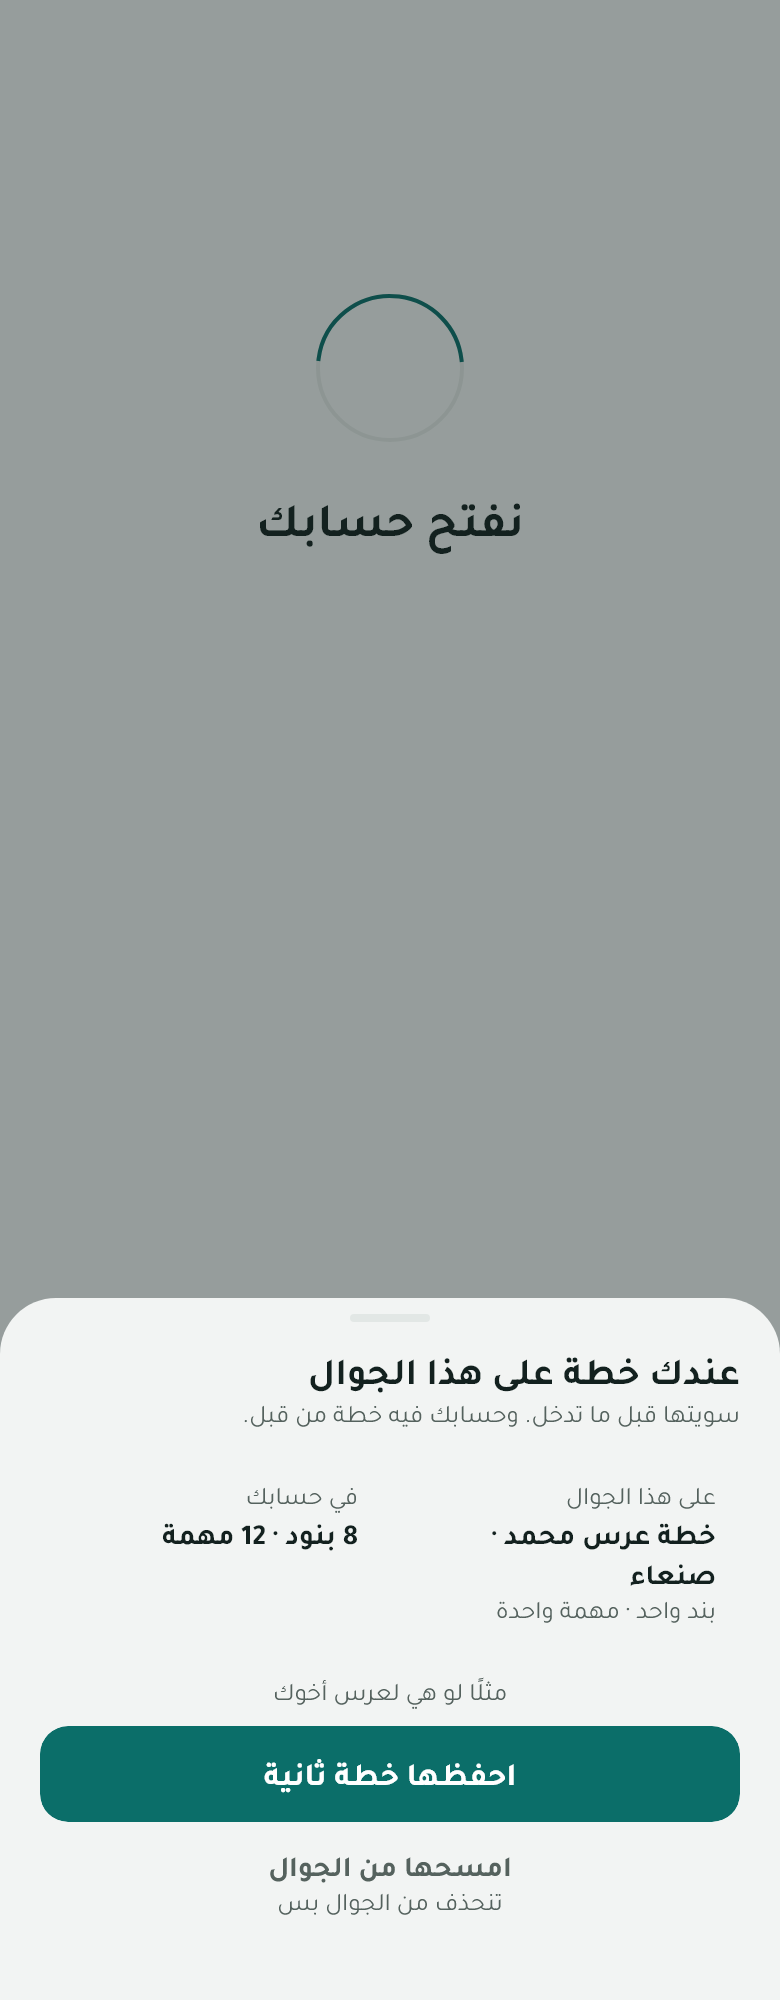 نفتح حسابك
عندك خطة على هذا الجوال
سويتها قبل ما تدخل. وحسابك فيه خطة من قبل.
على هذا الجوال
خطة عرس محمد ·
صنعاء
بند واحد · مهمة واحدة
في حسابك
8 بنود · 12 مهمة
مثلًا لو هي لعرس أخوك
احفظها خطة ثانية
امسحها من الجوال
تنحذف من الجوال بس